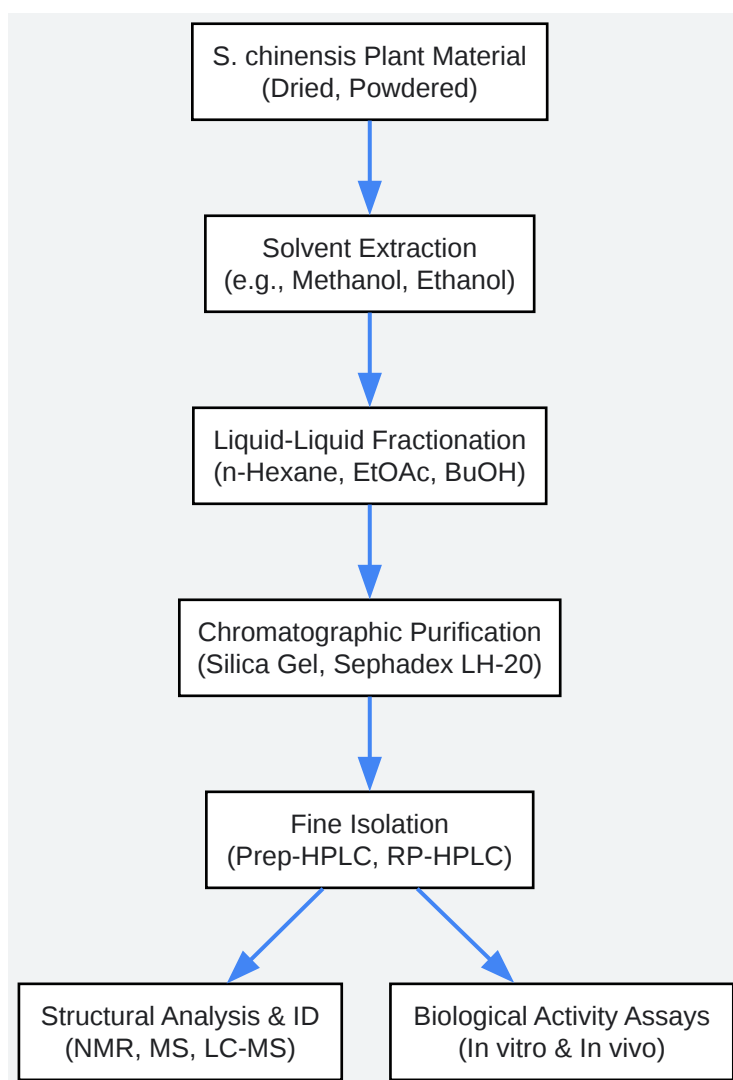 S. chinensis Plant Material
(Dried, Powdered)
Solvent Extraction
(e.g., Methanol, Ethanol)
Liquid-Liquid Fractionation
(n-Hexane, EtOAc, BuOH)
Chromatographic Purification
(Silica Gel, Sephadex LH-20)
Fine Isolation
(Prep-HPLC, RP-HPLC)
Structural Analysis & ID
(NMR, MS, LC-MS)
Biological Activity Assays
(In vitro & In vivo)